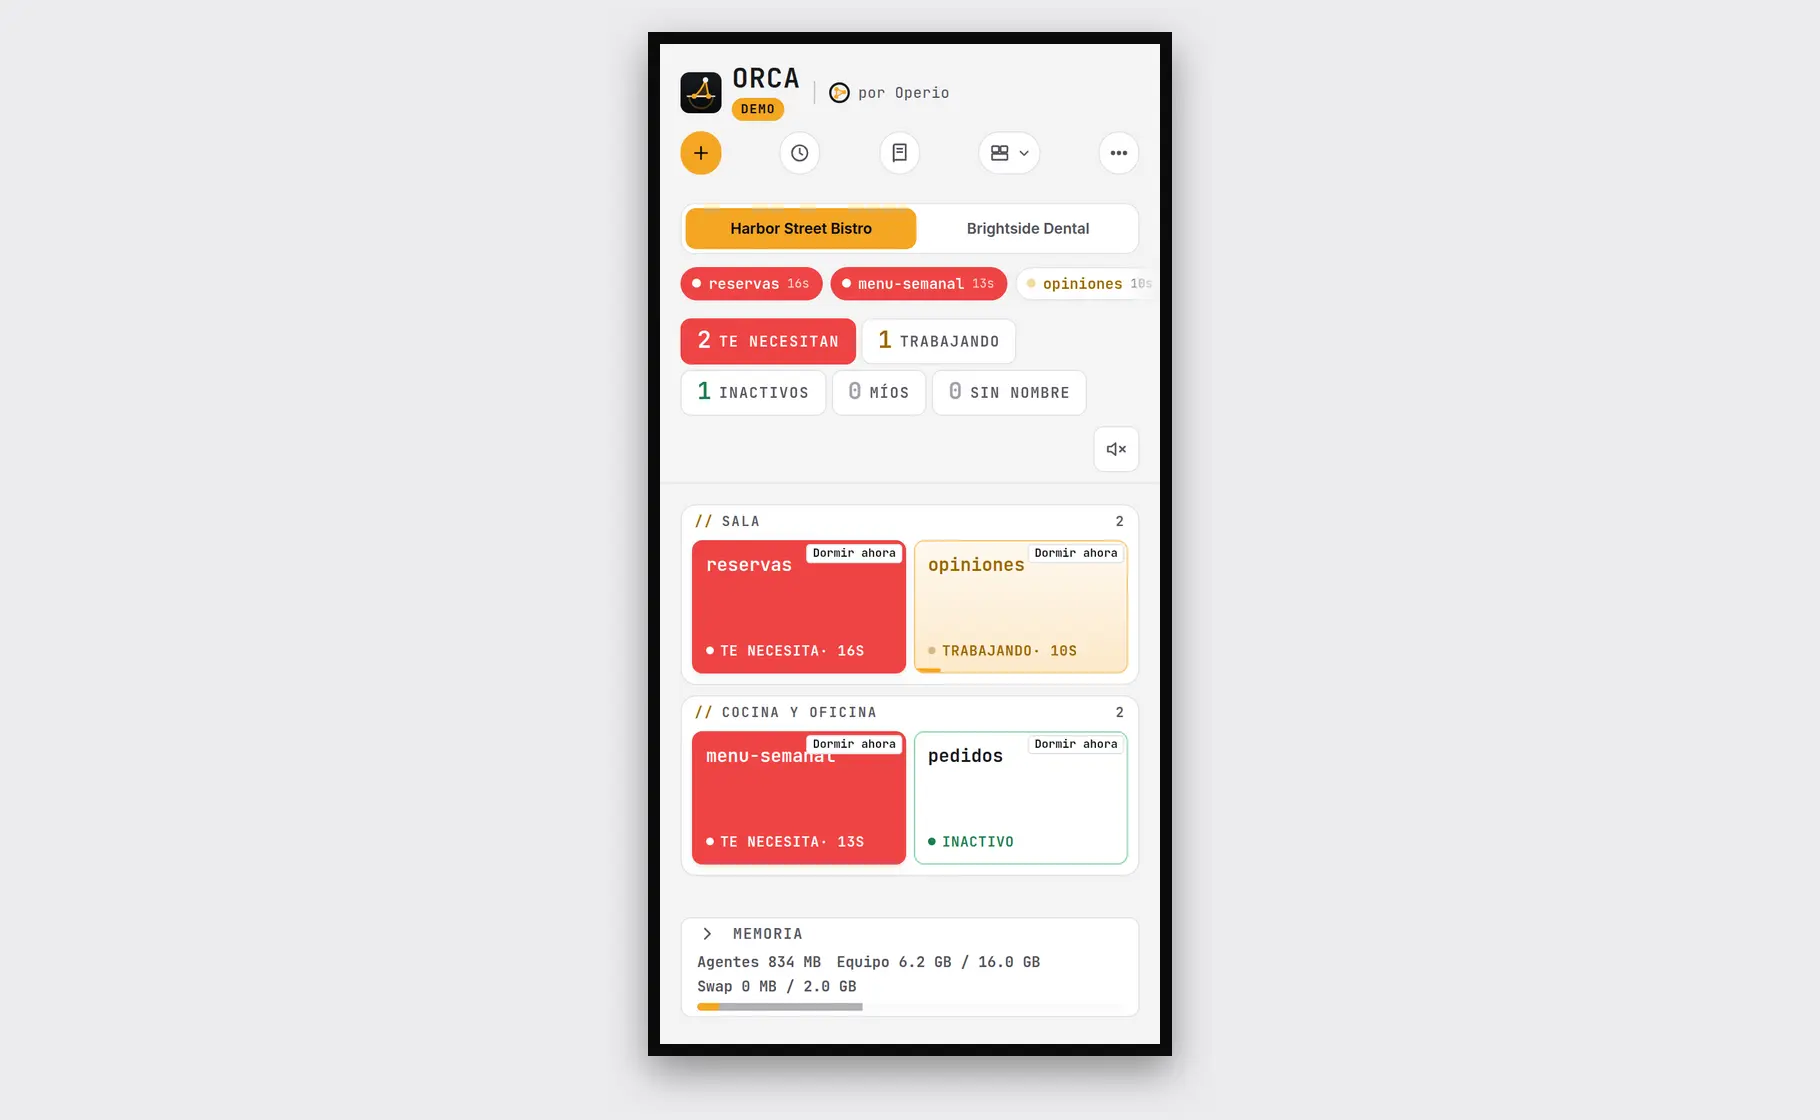 ORCA
DEMO
por Operio
Harbor Street Bistro
Brightside Dental
reservas 16s
menu-semanal 13s
opiniones 10s
2 TE NECESITAN
1 TRABAJANDO
1 INACTIVOS
0 MÍOS
0 SIN NOMBRE
// SALA 2
reservas
Dormir ahora
TE NECESITA· 16S
opiniones
Dormir ahora
TRABAJANDO· 10S
// COCINA Y OFICINA 2
menu-semanal
Dormir ahora
TE NECESITA· 13S
pedidos
Dormir ahora
INACTIVO
MEMORIA
Agentes 834 MB Equipo 6.2 GB / 16.0 GB
Swap 0 MB / 2.0 GB